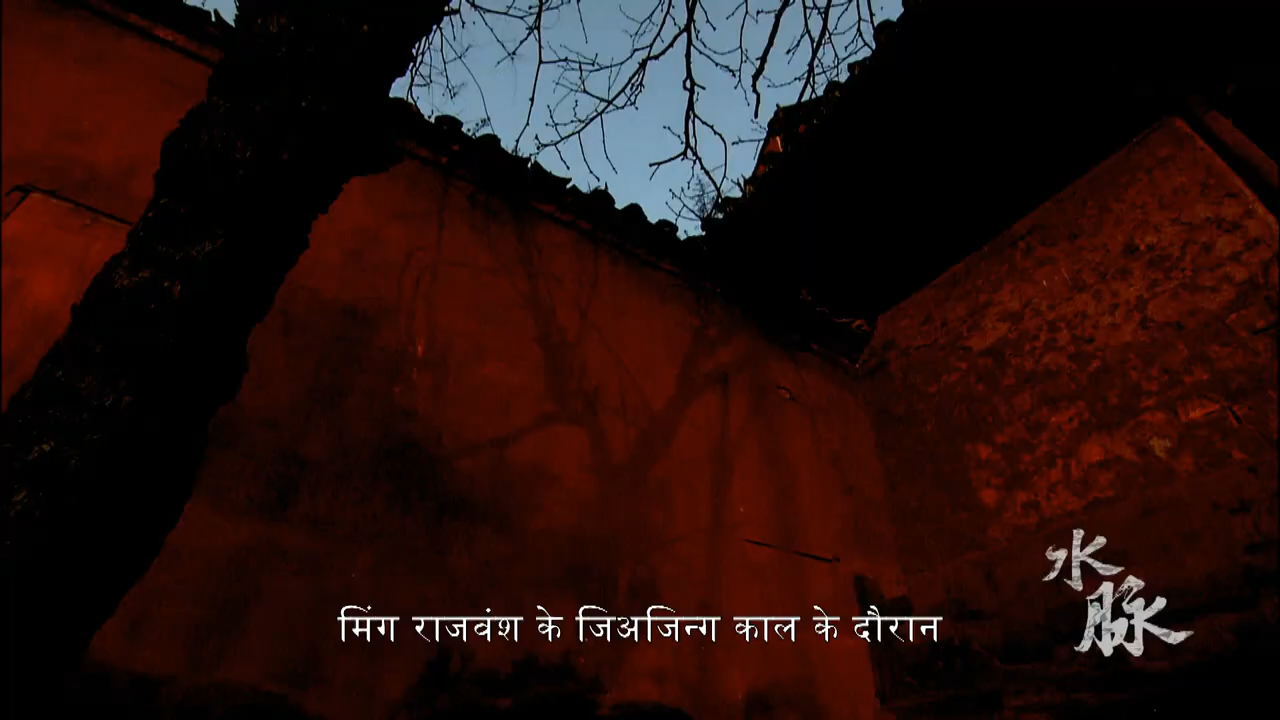 मिंग राजवंश के जिअजिन्ग काल के दौरान
水
脉